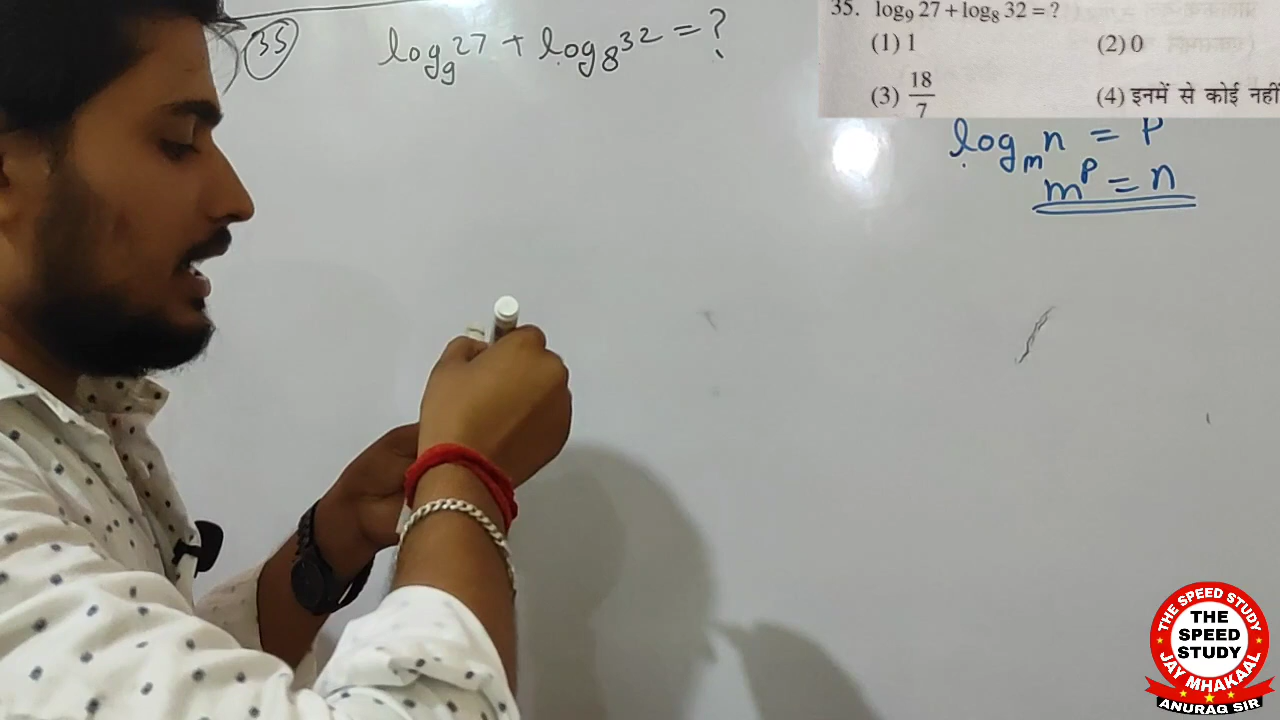 35 log₉27 + log₈32 = ?
35. log₉ 27 + log₈ 32 = ?
(1) 1 (2) 0
(3) 18/7 (4) इनमें से कोई नहीं
logₘn = P
mᴾ = n
THE SPEED STUDY
THE
SPEED
STUDY
JAY MHAKAAL
ANURAG SIR